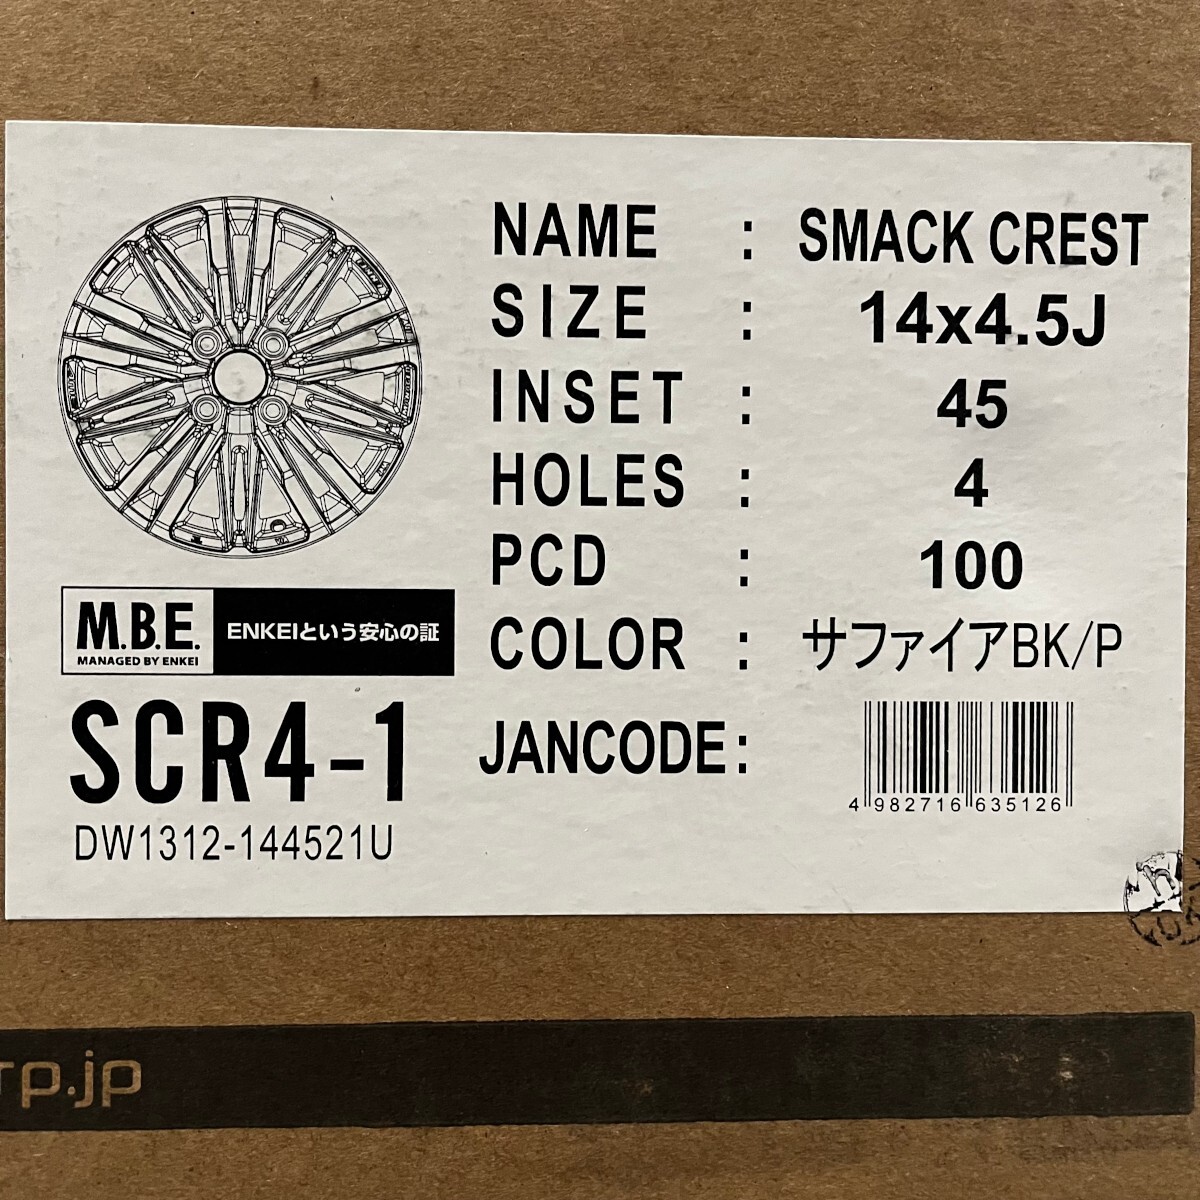 NAME : SMACK CREST
SIZE : 14x4.5J
INSET : 45
HOLES : 4
PCD : 100
COLOR : サファイアBK/P
JANCODE:
4 982716 635126
M.B.E.
MANAGED BY ENKEI
ENKEIという安心の証
SCR4-1
DW1312-144521U
rp.jp